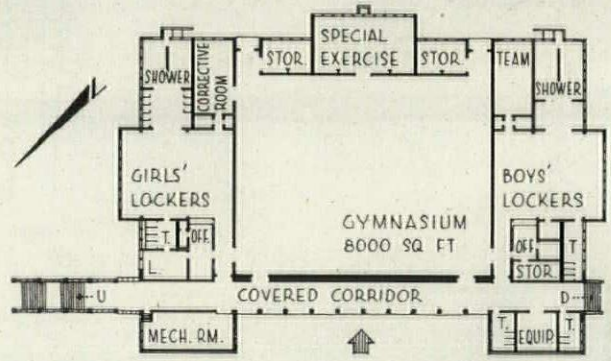 SPECIAL
EXERCISE
STOR.
STOR.
SHOWER
CORRECTIVE
ROOM
TEAM
SHOWER
GIRLS'
LOCKERS
BOYS'
LOCKERS
GYMNASIUM
8000 SQ FT
T.
OFF.
L.
OFF.
T.
STOR.
U
COVERED CORRIDOR
D
MECH. RM.
T.
EQUIP.
T.